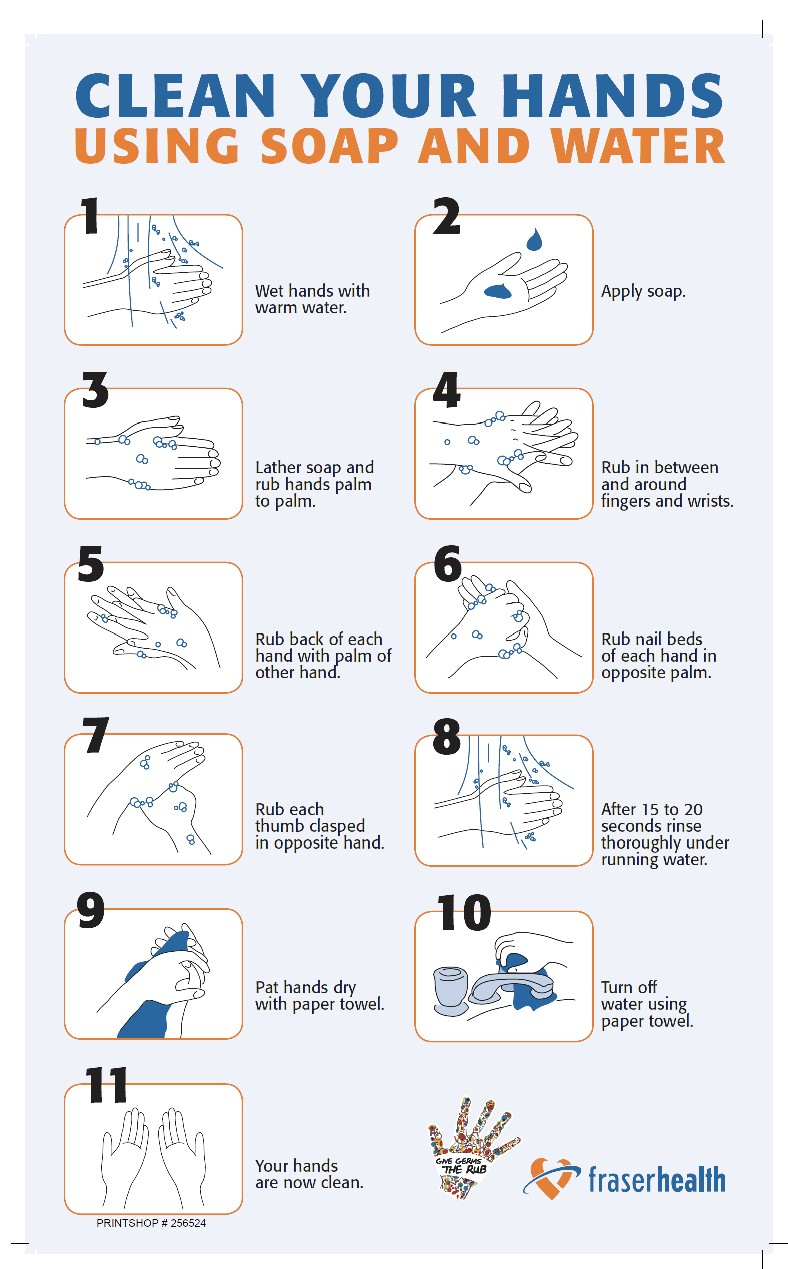 CLEAN YOUR HANDS
USING SOAP AND WATER
1
Wet hands with
warm water.
2
Apply soap.
3
Lather soap and
rub hands palm
to palm.
4
Rub in between
and around
fingers and wrists.
5
Rub back of each
hand with palm of
other hand.
6
Rub nail beds
of each hand in
opposite palm.
7
Rub each
thumb clasped
in opposite hand.
8
After 15 to 20
seconds rinse
thoroughly under
running water.
9
Pat hands dry
with paper towel.
10
Turn off
water using
paper towel.
11
Your hands
are now clean.
GIVE GERMS
THE RUB
fraserhealth
PRINTSHOP # 256524